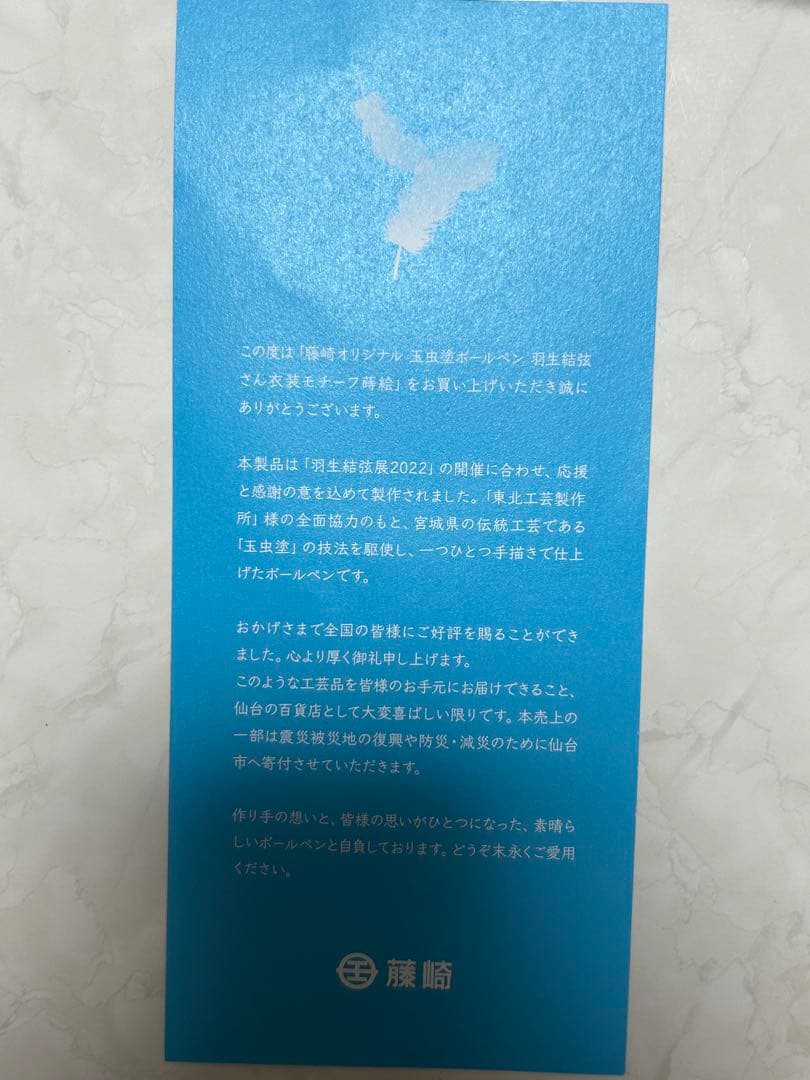 この度は「藤崎オリジナル 玉虫塗ボールペン 羽生結弦
さん衣装モチーフ蒔絵」をお買い上げいただき誠に
ありがとうございます。
本製品は「羽生結弦展2022」の開催に合わせ、応援
と感謝の意を込めて製作されました。「東北工芸製作
所」様の全面協力のもと、宮城県の伝統工芸である
「玉虫塗」の技法を駆使し、一つひとつ手描きで仕上
げたボールペンです。
おかげさまで全国の皆様にご好評を賜ることができ
ました。心より厚く御礼申し上げます。
このような工芸品を皆様のお手元にお届けできること、
仙台の百貨店として大変喜ばしい限りです。本売上の
一部は震災被災地の復興や防災・減災のために仙台
市へ寄付させていただきます。
作り手の想いと、皆様の思いがひとつになった、素晴ら
しいボールペンと自負しております。どうぞ末永くご愛用
ください。
藤崎